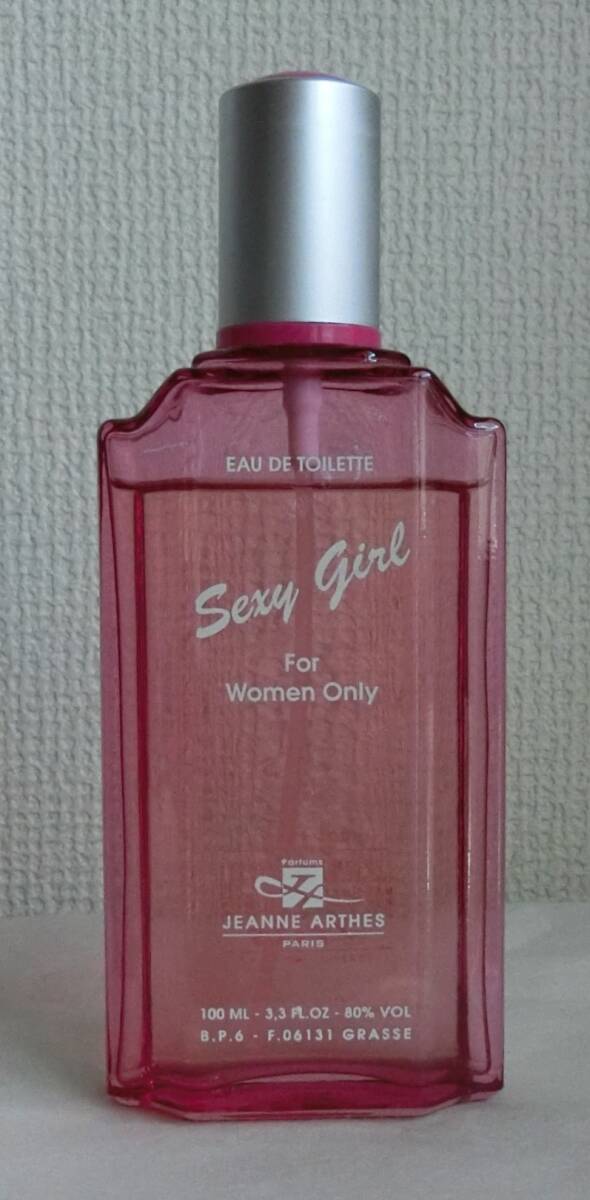 EAU DE TOILETTE
Sexy Girl
For
Women Only
Parfums
JEANNE ARTHES
PARIS
100 ML - 3,3 FL.OZ - 80% VOL
B.P.6 - F.06131 GRASSE